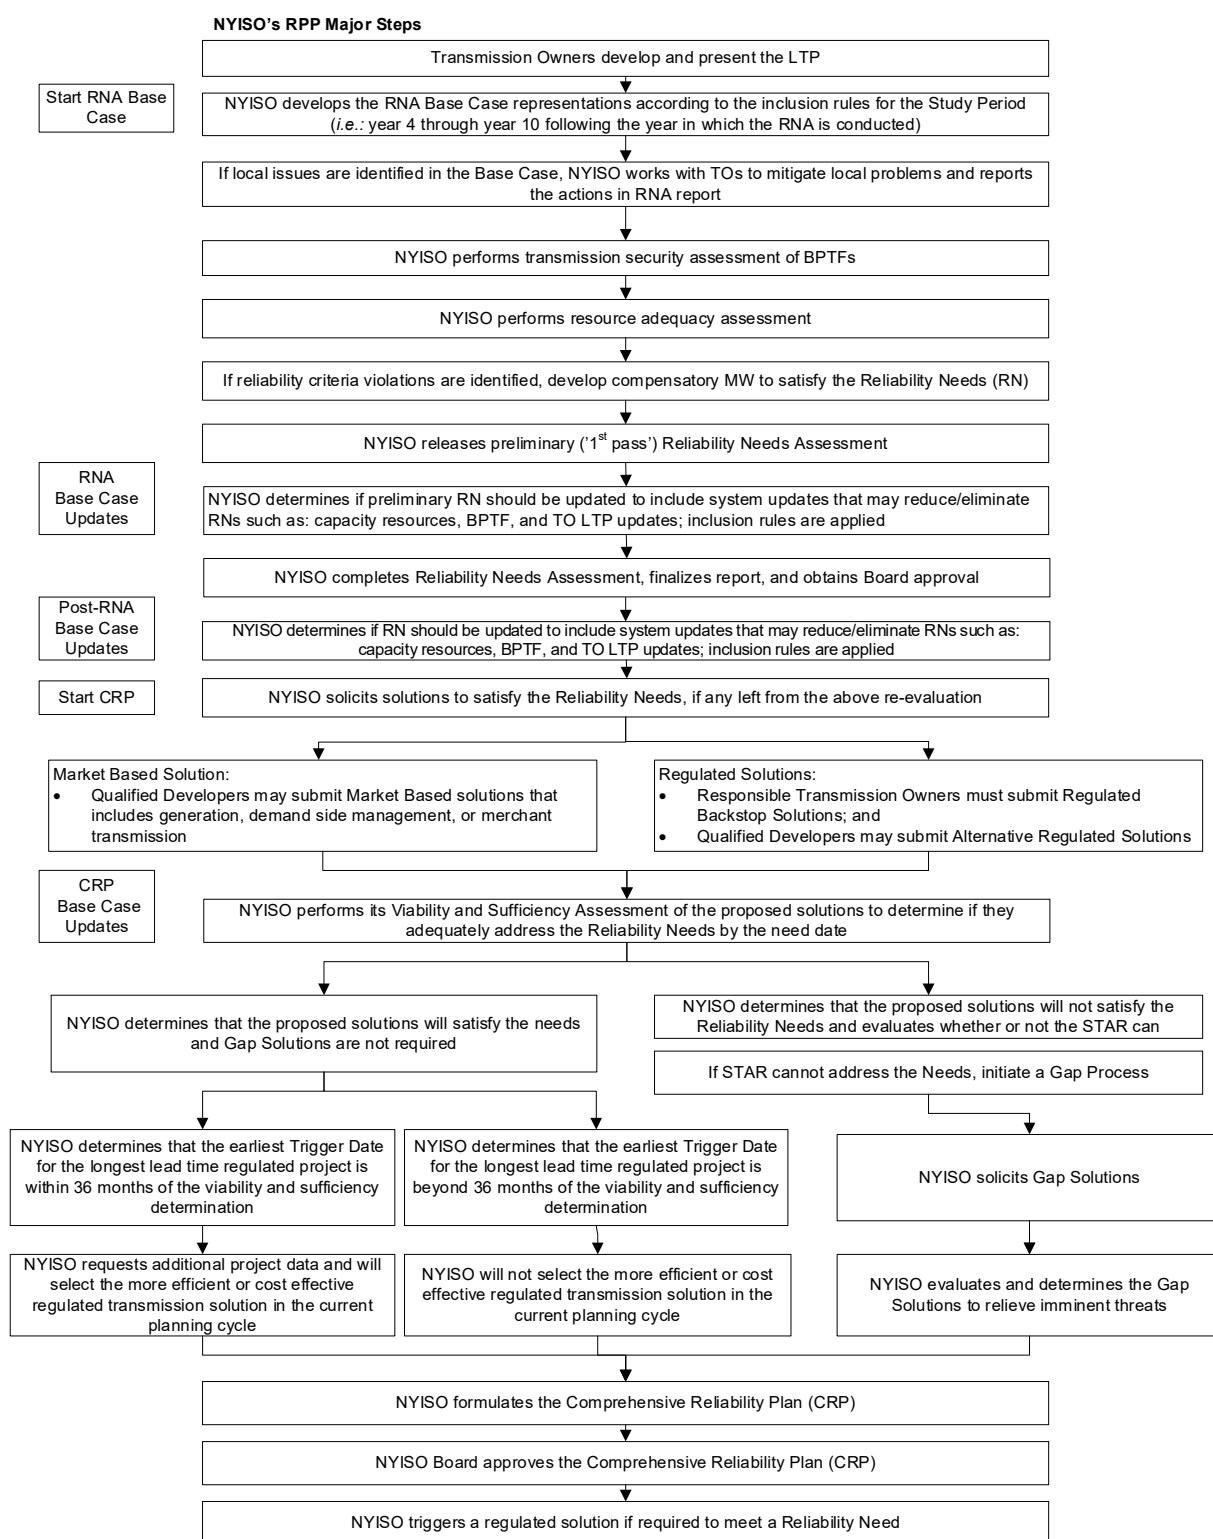 NYISO's RPP Major Steps
Transmission Owners develop and present the LTP
Start RNA Base
Case
NYISO develops the RNA Base Case representations according to the inclusion rules for the Study Period
(i.e.: year 4 through year 10 following the year in which the RNA is conducted)
If local issues are identified in the Base Case, NYISO works with TOs to mitigate local problems and reports
the actions in RNA report
NYISO performs transmission security assessment of BPTFs
NYISO performs resource adequacy assessment
If reliability criteria violations are identified, develop compensatory MW to satisfy the Reliability Needs (RN)
NYISO releases preliminary ('1st pass') Reliability Needs Assessment
RNA
Base Case
Updates
NYISO determines if preliminary RN should be updated to include system updates that may reduce/eliminate
RNs such as: capacity resources, BPTF, and TO LTP updates; inclusion rules are applied
NYISO completes Reliability Needs Assessment, finalizes report, and obtains Board approval
Post-RNA
Base Case
Updates
NYISO determines if RN should be updated to include system updates that may reduce/eliminate RNs such as:
capacity resources, BPTF, and TO LTP updates; inclusion rules are applied
Start CRP
NYISO solicits solutions to satisfy the Reliability Needs, if any left from the above re-evaluation
Market Based Solution:
• Qualified Developers may submit Market Based solutions that
includes generation, demand side management, or merchant
transmission
Regulated Solutions:
• Responsible Transmission Owners must submit Regulated
Backstop Solutions; and
• Qualified Developers may submit Alternative Regulated Solutions
CRP
Base Case
Updates
NYISO performs its Viability and Sufficiency Assessment of the proposed solutions to determine if they
adequately address the Reliability Needs by the need date
NYISO determines that the proposed solutions will satisfy the needs
and Gap Solutions are not required
NYISO determines that the proposed solutions will not satisfy the
Reliability Needs and evaluates whether or not the STAR can
If STAR cannot address the Needs, initiate a Gap Process
NYISO determines that the earliest Trigger Date
for the longest lead time regulated project is
within 36 months of the viability and sufficiency
determination
NYISO determines that the earliest Trigger Date
for the longest lead time regulated project is
beyond 36 months of the viability and sufficiency
determination
NYISO solicits Gap Solutions
NYISO requests additional project data and will
select the more efficient or cost effective
regulated transmission solution in the current
planning cycle
NYISO will not select the more efficient or cost
effective regulated transmission solution in the
current planning cycle
NYISO evaluates and determines the Gap
Solutions to relieve imminent threats
NYISO formulates the Comprehensive Reliability Plan (CRP)
NYISO Board approves the Comprehensive Reliability Plan (CRP)
NYISO triggers a regulated solution if required to meet a Reliability Need